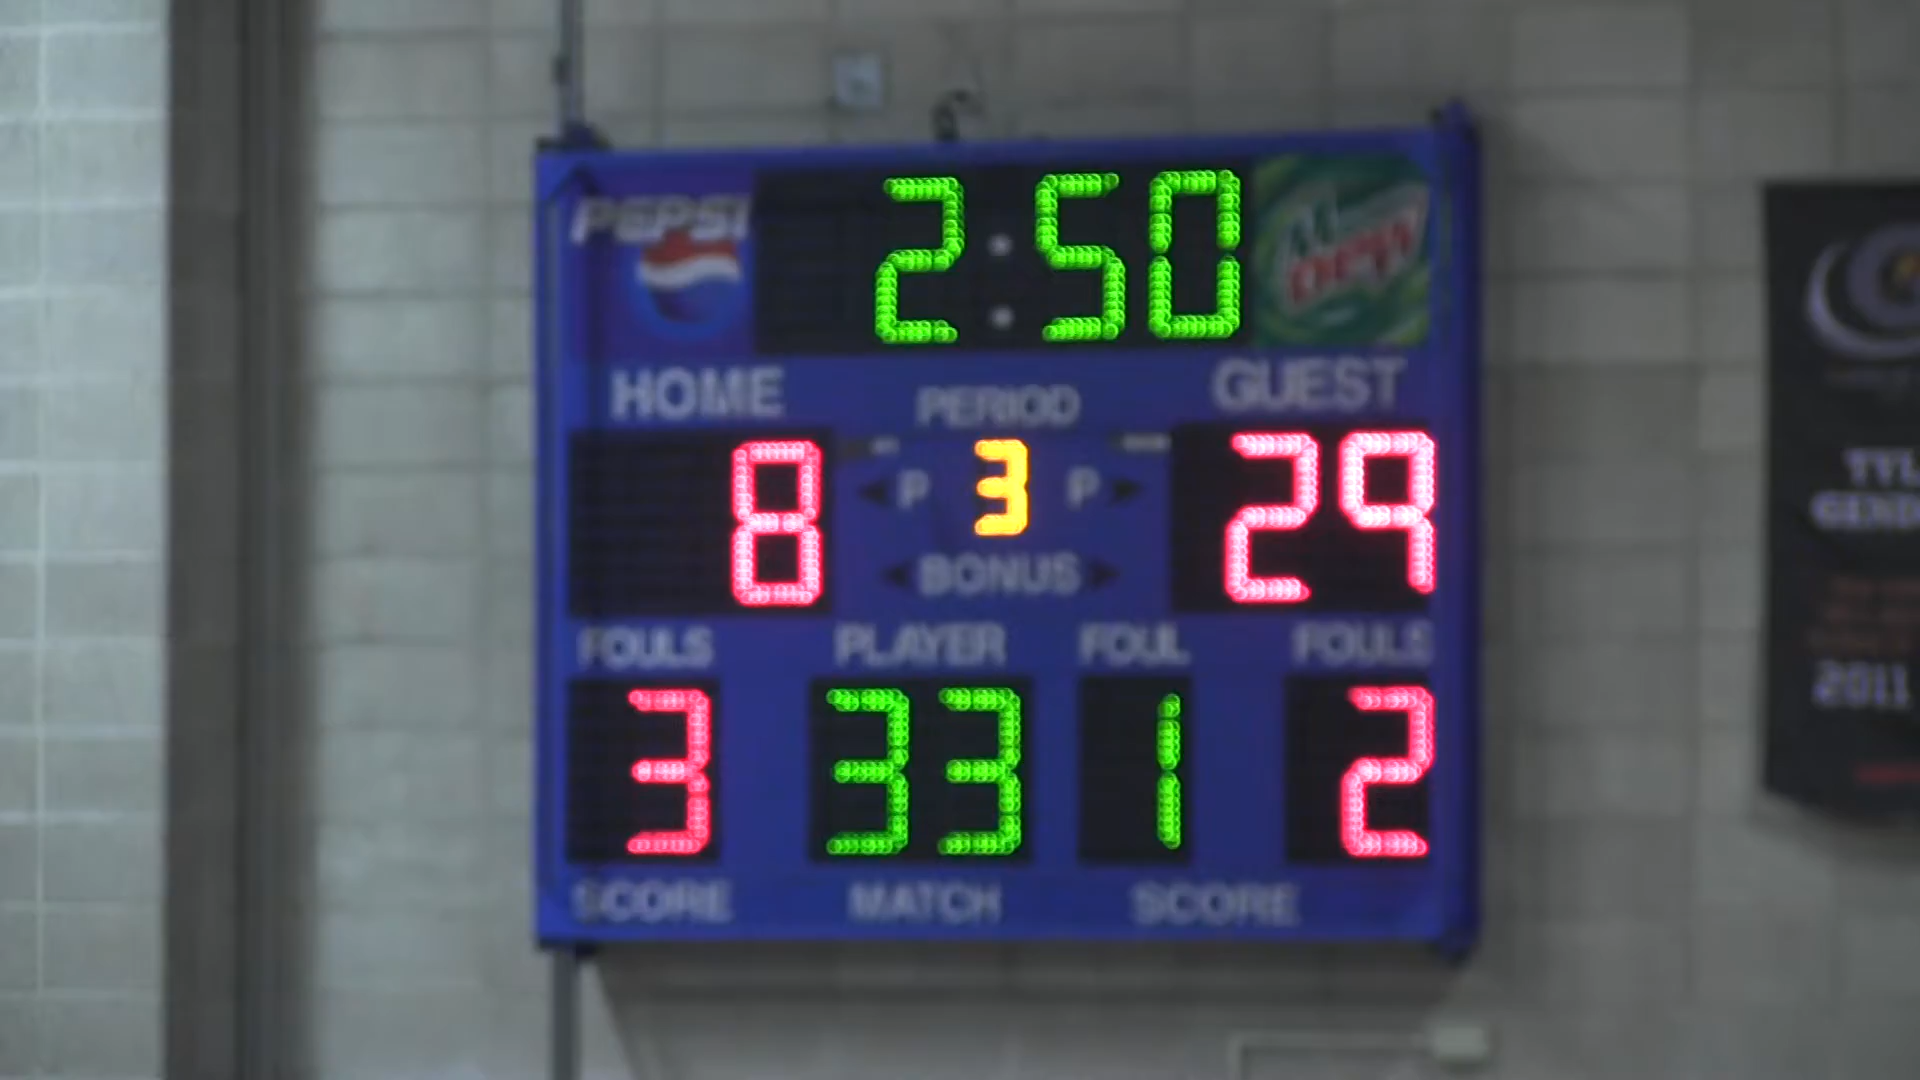 PEPSI
2:50
Mtn Dew
HOME PERIOD GUEST
8 P 3 P 29
BONUS
FOULS PLAYER FOUL FOULS
3 33 1 2
SCORE MATCH SCORE
2011